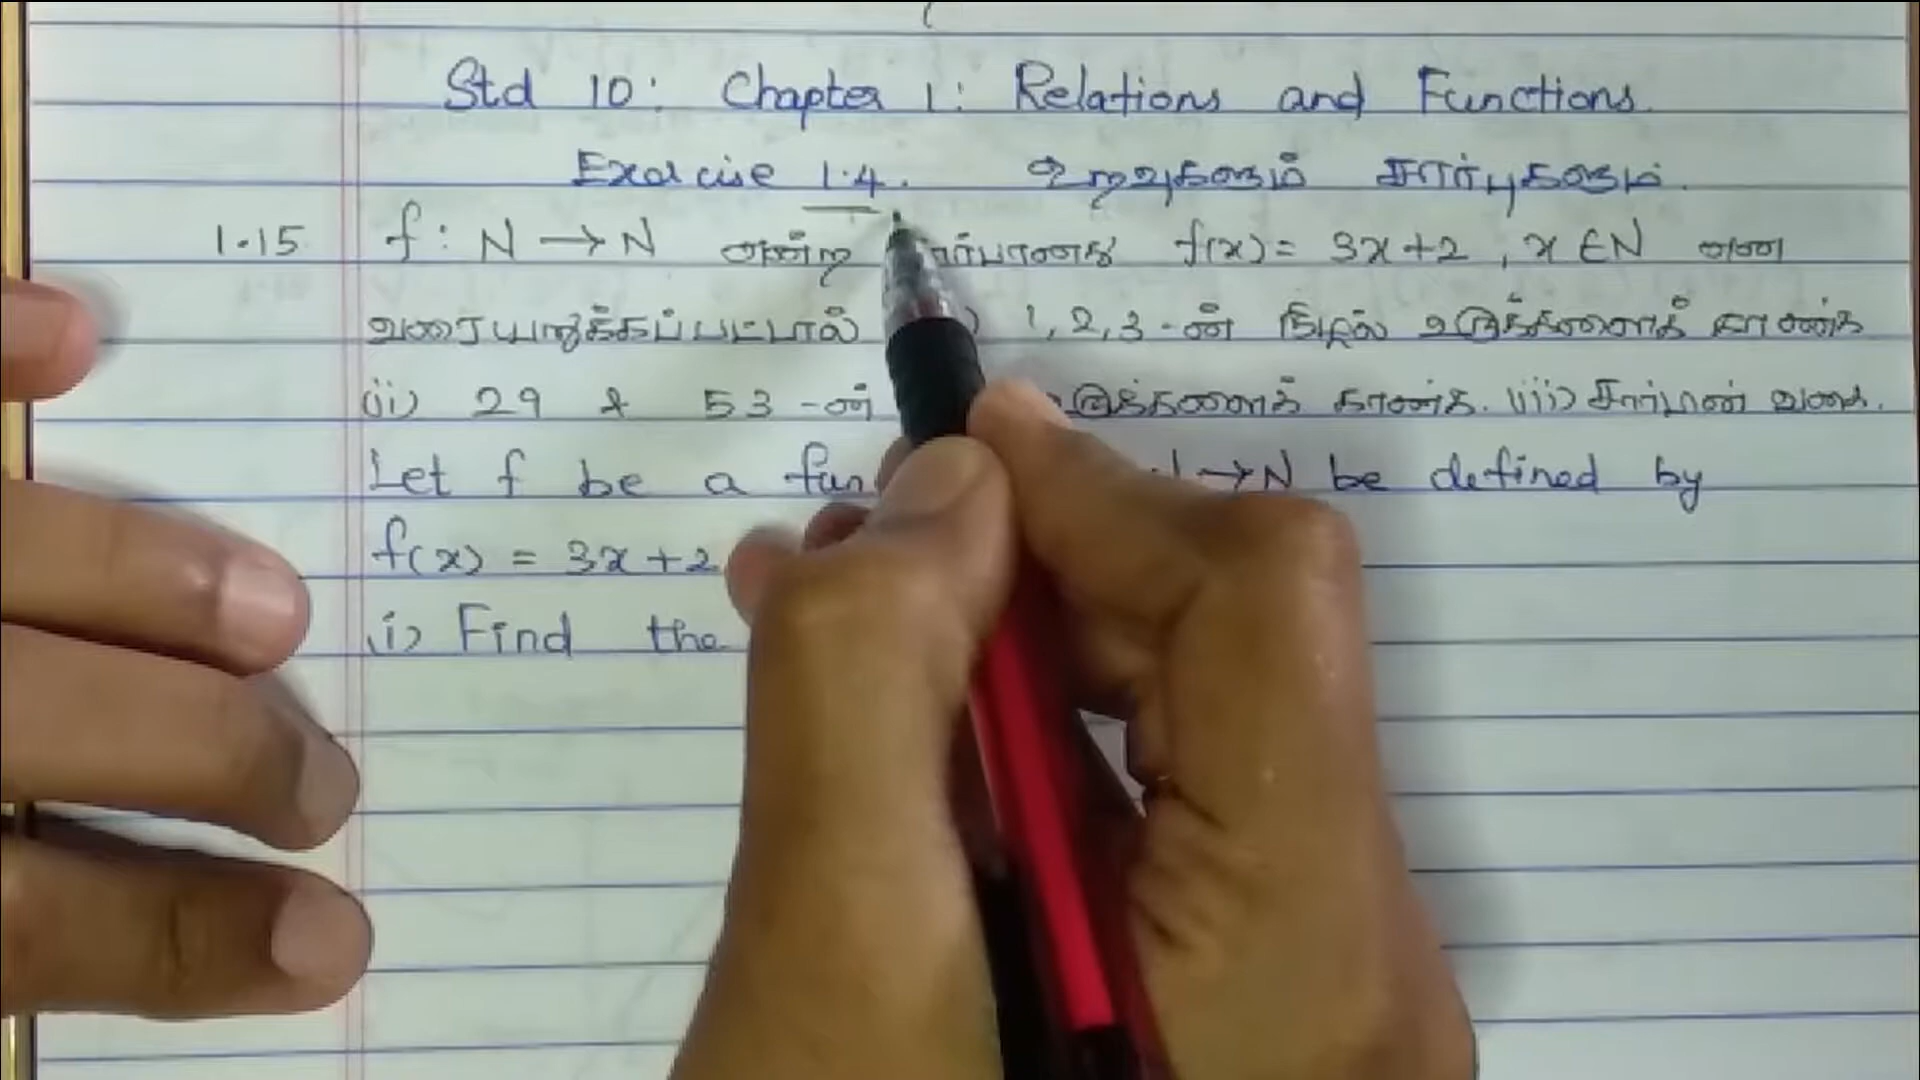 Std 10: Chapter 1: Relations and Functions.
Exercise 1.4. உறவுகளும் சார்புகளும்.
1.15 f : N → N என்ற f(x) = 3x+2, x ∈ N என
வரையறுக்கப்பட்டால் 1, 2, 3-ன் நிழல் உருக்களைக் காண்க
(ii) 29 & 53-ன் உருக்களைக் காண்க. (iii) சார்பின் வகை.
Let f be a → N be defined by
f(x) = 3x+2
(i) Find the